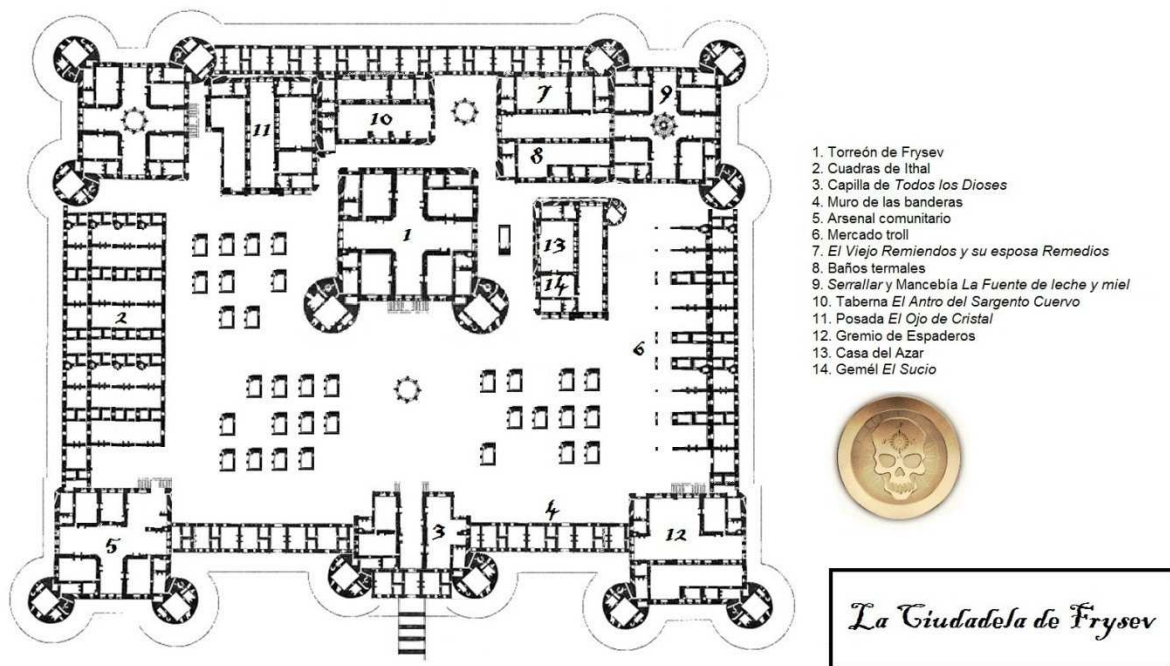 7
9
11
10
8
1
13
14
2
6
4
3
5
12
1. Torreón de Frysev
2. Cuadras de Ithal
3. Capilla de Todos los Dioses
4. Muro de las banderas
5. Arsenal comunitario
6. Mercado troll
7. El Viejo Remiendos y su esposa Remedios
8. Baños termales
9. Serrallar y Mancebía La Fuente de leche y miel
10. Taberna El Antro del Sargento Cuervo
11. Posada El Ojo de Cristal
12. Gremio de Espaderos
13. Casa del Azar
14. Gemél El Sucio
La Ciudadela de Frysev